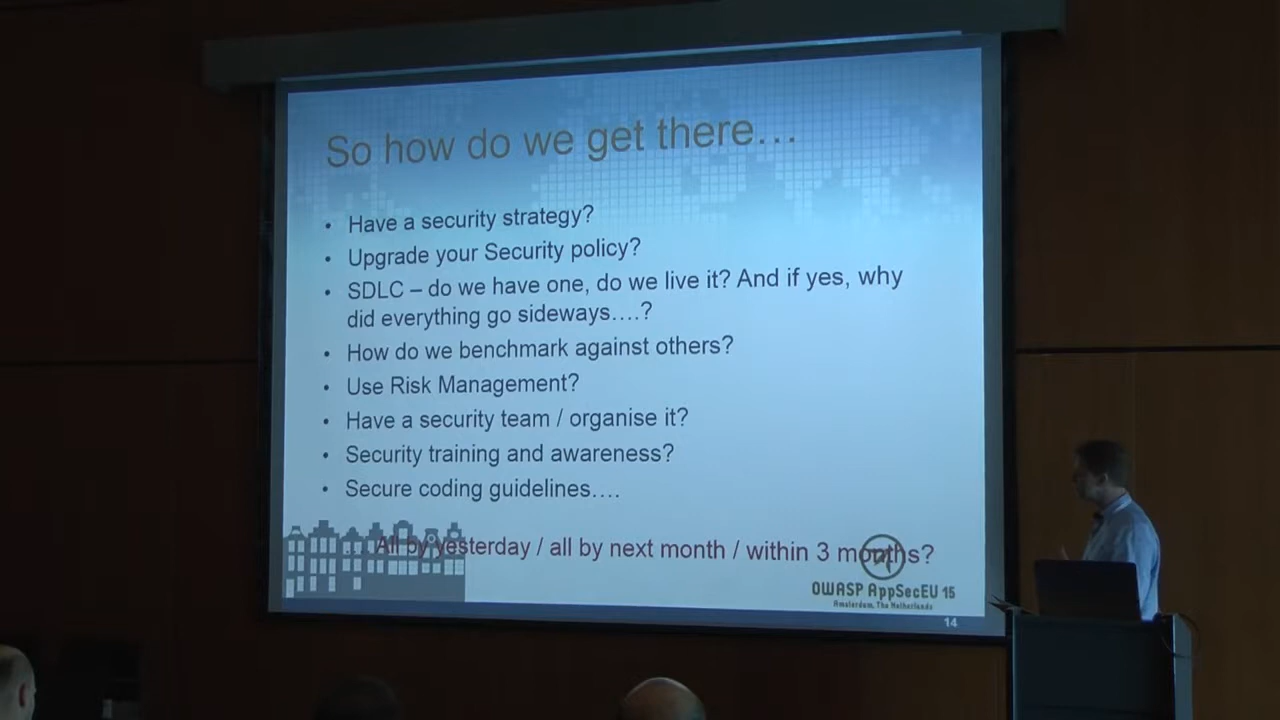 So how do we get there...
• Have a security strategy?
• Upgrade your Security policy?
• SDLC – do we have one, do we live it? And if yes, why
did everything go sideways....?
• How do we benchmark against others?
• Use Risk Management?
• Have a security team / organise it?
• Security training and awareness?
• Secure coding guidelines....
... All by yesterday / all by next month / within 3 months?
OWASP AppSecEU 15
Amsterdam, The Netherlands
14